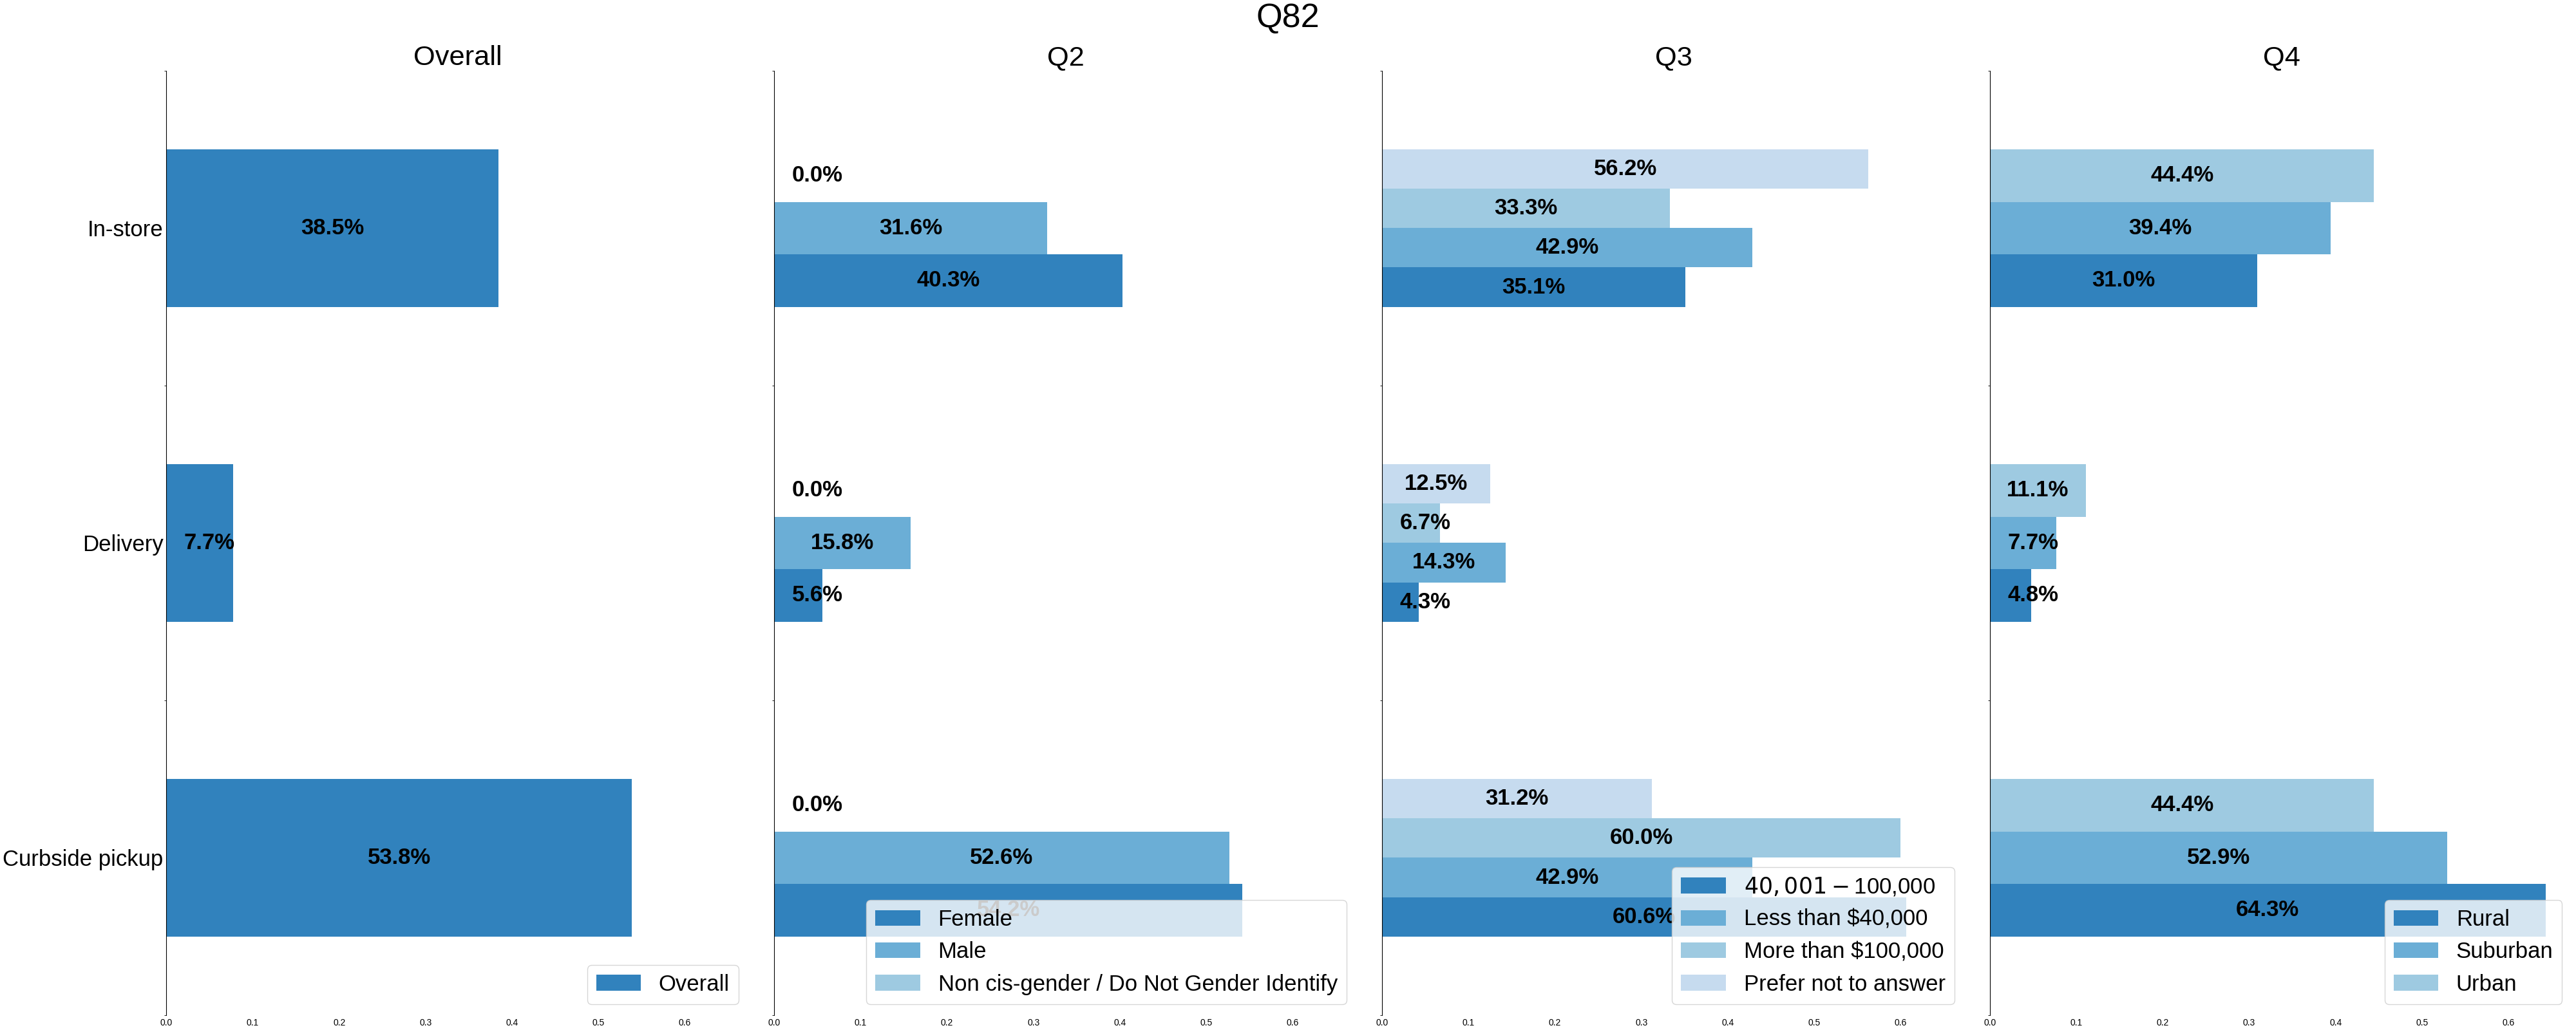 Q82
Overall
Q2
Q3
Q4
In-store
Delivery
Curbside pickup
38.5%
7.7%
53.8%
Overall
0.0 0.1 0.2 0.3 0.4 0.5 0.6
0.0%
31.6%
40.3%
0.0%
15.8%
5.6%
0.0%
52.6%
54.2%
Female
Male
Non cis-gender / Do Not Gender Identify
0.0 0.1 0.2 0.3 0.4 0.5 0.6
56.2%
33.3%
42.9%
35.1%
12.5%
6.7%
14.3%
4.3%
31.2%
60.0%
42.9%
60.6%
40,001-100,000
Less than $40,000
More than $100,000
Prefer not to answer
0.0 0.1 0.2 0.3 0.4 0.5 0.6
44.4%
39.4%
31.0%
11.1%
7.7%
4.8%
44.4%
52.9%
64.3%
Rural
Suburban
Urban
0.0 0.1 0.2 0.3 0.4 0.5 0.6